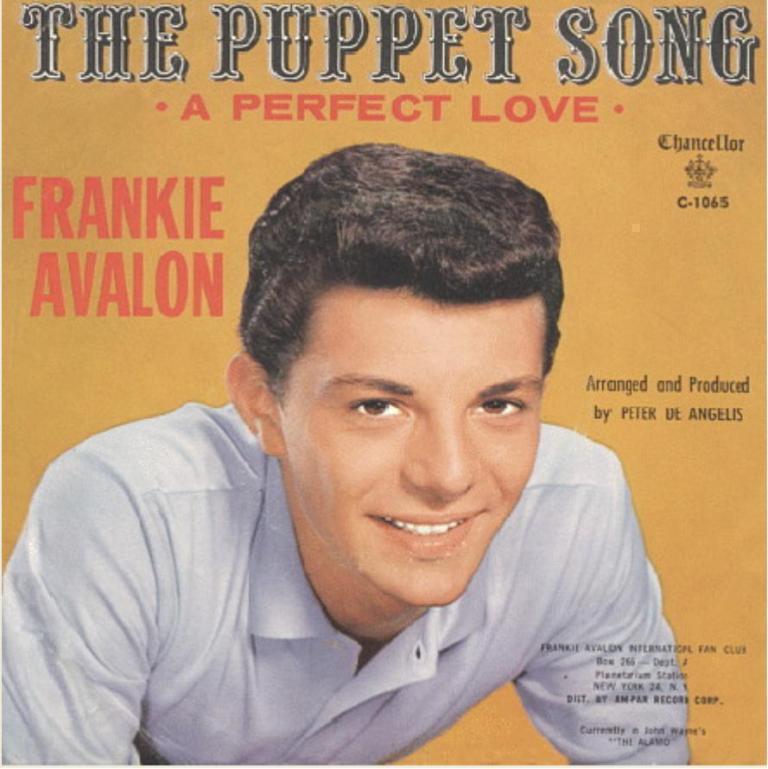 THE PUPPET SONG
• A PERFECT LOVE •
Chancellor
C-1065
FRANKIE
AVALON
Arranged and Produced
by PETER DE ANGELIS
FRANKIE AVALON INTERNATIONAL FAN CLUB
Box 266 — Dept. A
Planetarium Station
NEW YORK 24, N. Y.
DIST. BY AM-PAR RECORD CORP.
Currently in John Wayne's
"THE ALAMO"